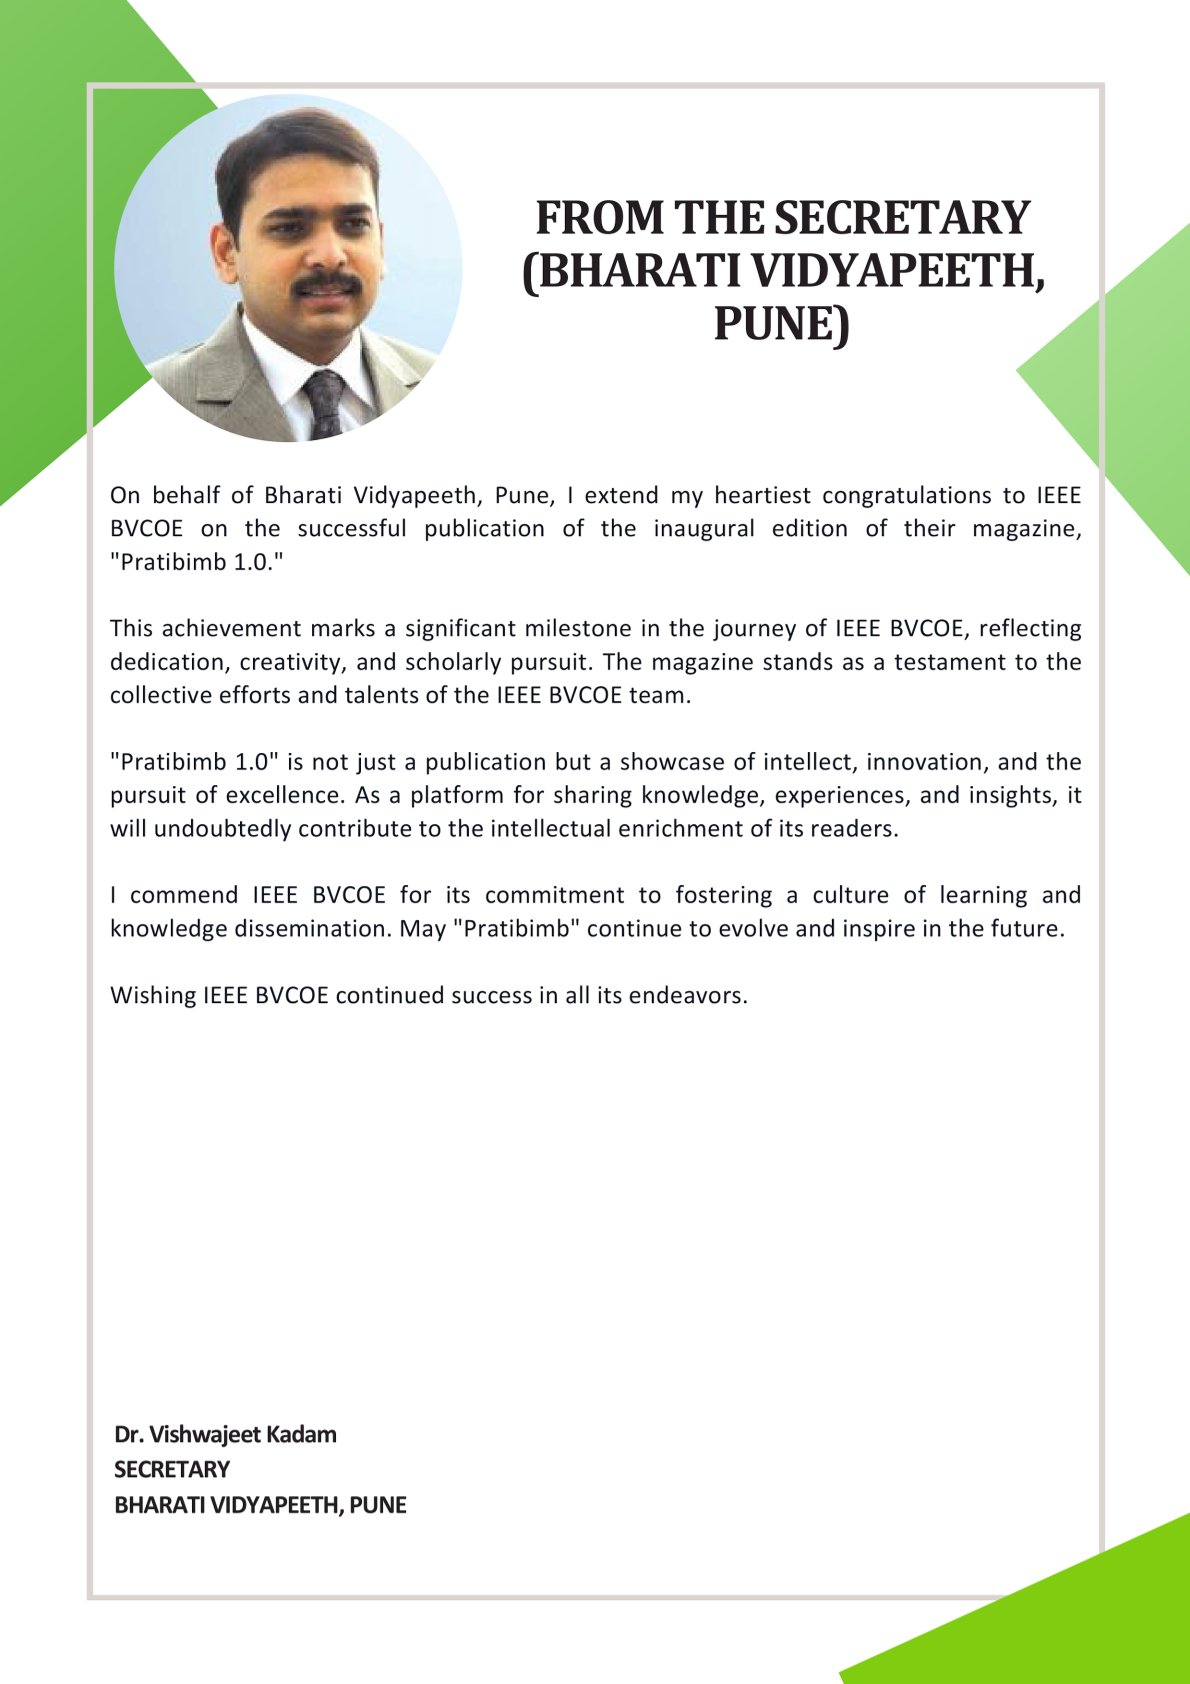 FROM THE SECRETARY
(BHARATI VIDYAPEETH,
PUNE)
On behalf of Bharati Vidyapeeth, Pune, I extend my heartiest congratulations to IEEE
BVCOE on the successful publication of the inaugural edition of their magazine,
"Pratibimb 1.0."
This achievement marks a significant milestone in the journey of IEEE BVCOE, reflecting
dedication, creativity, and scholarly pursuit. The magazine stands as a testament to the
collective efforts and talents of the IEEE BVCOE team.
"Pratibimb 1.0" is not just a publication but a showcase of intellect, innovation, and the
pursuit of excellence. As a platform for sharing knowledge, experiences, and insights, it
will undoubtedly contribute to the intellectual enrichment of its readers.
I commend IEEE BVCOE for its commitment to fostering a culture of learning and
knowledge dissemination. May "Pratibimb" continue to evolve and inspire in the future.
Wishing IEEE BVCOE continued success in all its endeavors.
Dr. Vishwajeet Kadam
SECRETARY
BHARATI VIDYAPEETH, PUNE